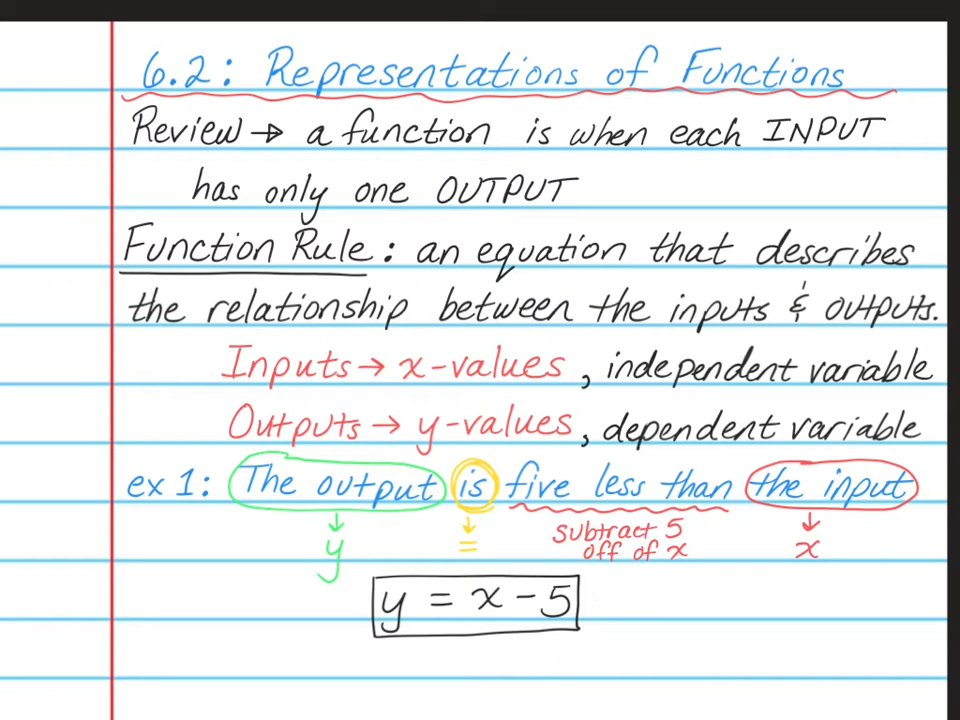 6.2: Representations of Functions
Review → a function is when each INPUT
has only one OUTPUT
Function Rule: an equation that describes
the relationship between the inputs & outputs.
Inputs → x-values, independent variable
Outputs → y-values, dependent variable
ex 1: The output is five less than the input
↓ y ↓ = subtract 5 off of x ↓ x
y = x - 5